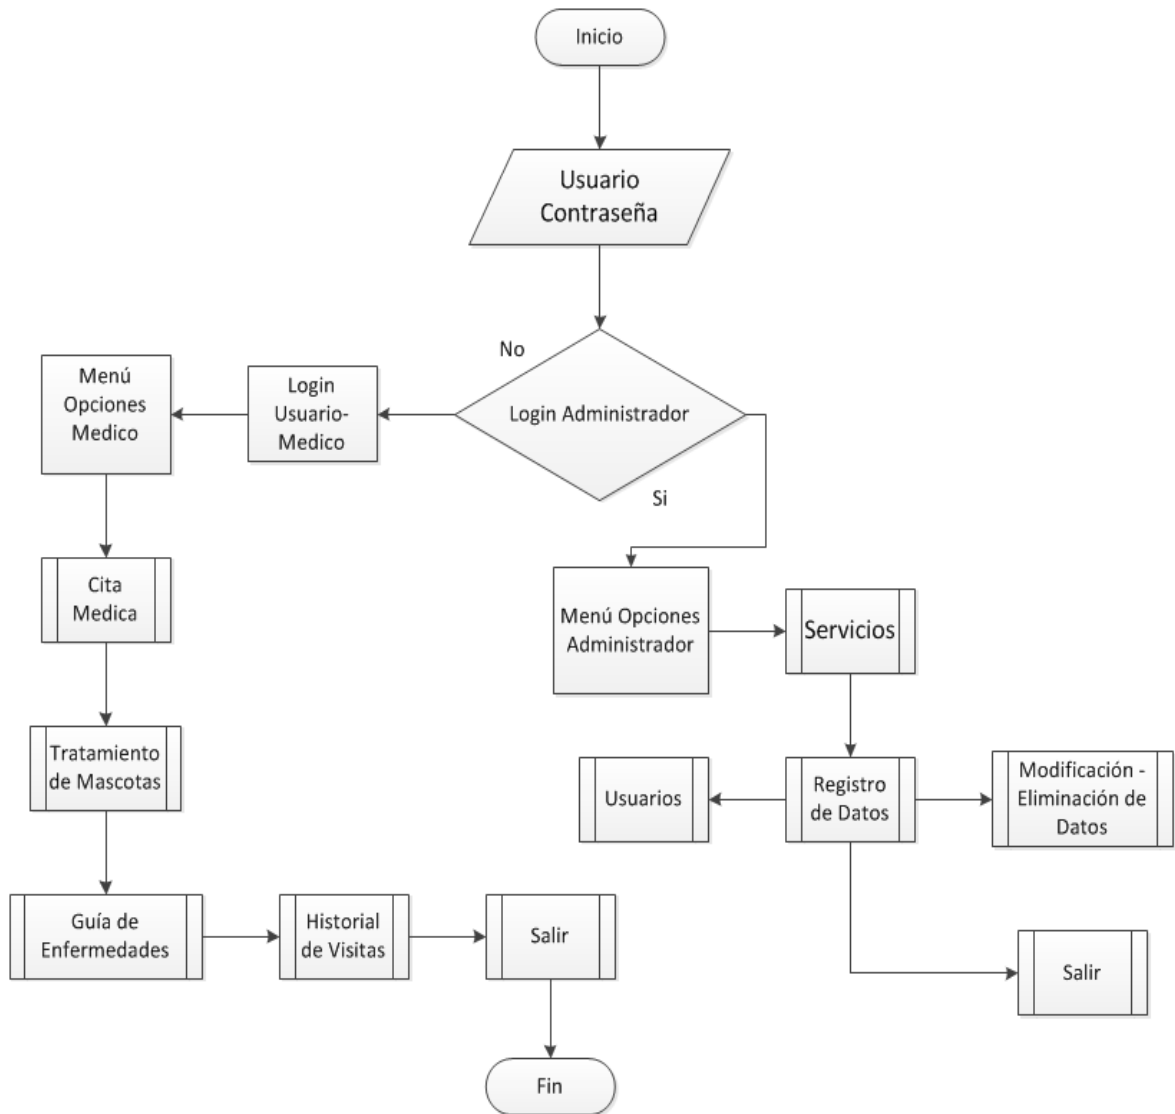 Inicio
Usuario
Contraseña
No
Login Administrador
Si
Login
Usuario-
Medico
Menú
Opciones
Medico
Cita
Medica
Tratamiento
de Mascotas
Guía de
Enfermedades
Historial
de Visitas
Salir
Fin
Menú Opciones
Administrador
Servicios
Registro
de Datos
Usuarios
Modificación -
Eliminación de
Datos
Salir